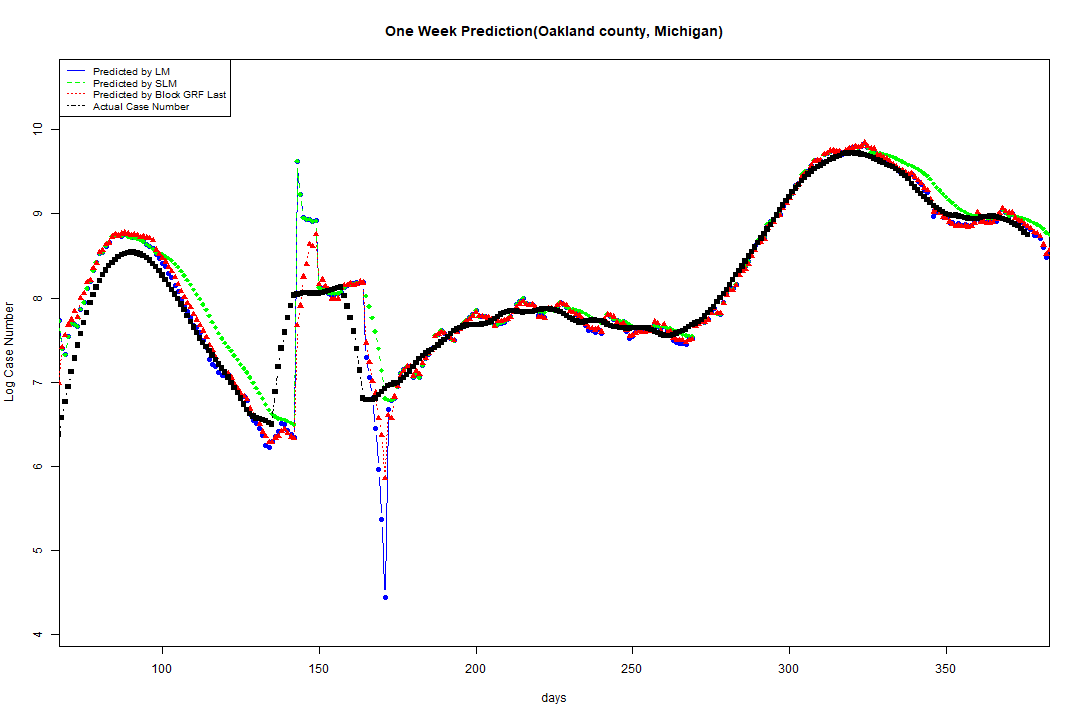 One Week Prediction(Oakland county, Michigan)
Predicted by LM
Predicted by SLM
Predicted by Block GRF Last
Actual Case Number
10
9
8
7
6
5
4
Log Case Number
100 150 200 250 300 350
days